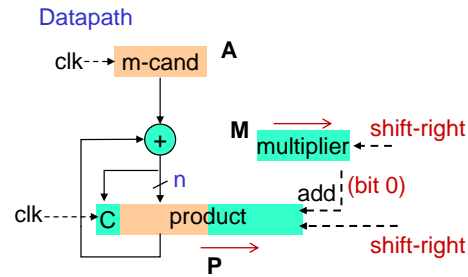 Datapath
clk
m-cand
A
+
M
multiplier
shift-right
n
add
(bit 0)
clk
C
product
shift-right
P